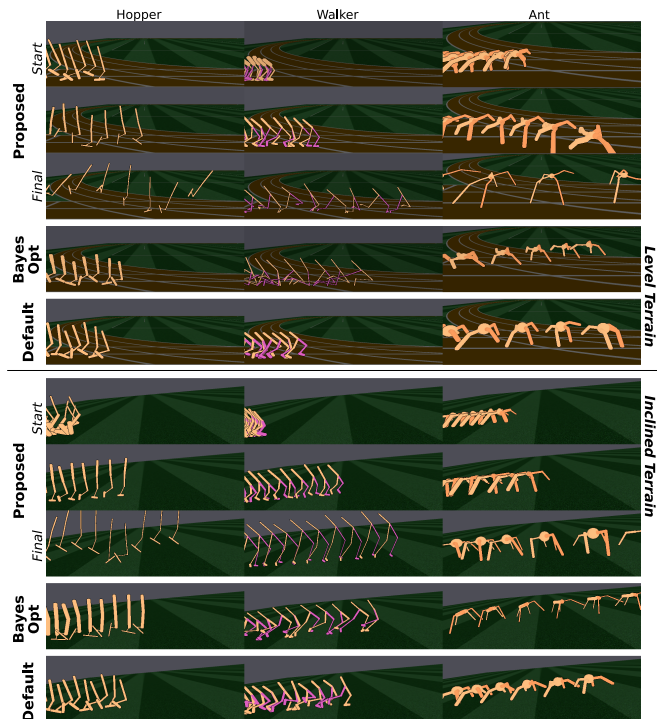 Hopper Walker Ant
Start
Proposed
Final
Bayes
Opt
Default
Level Terrain
Start
Proposed
Final
Bayes
Opt
Default
Inclined Terrain